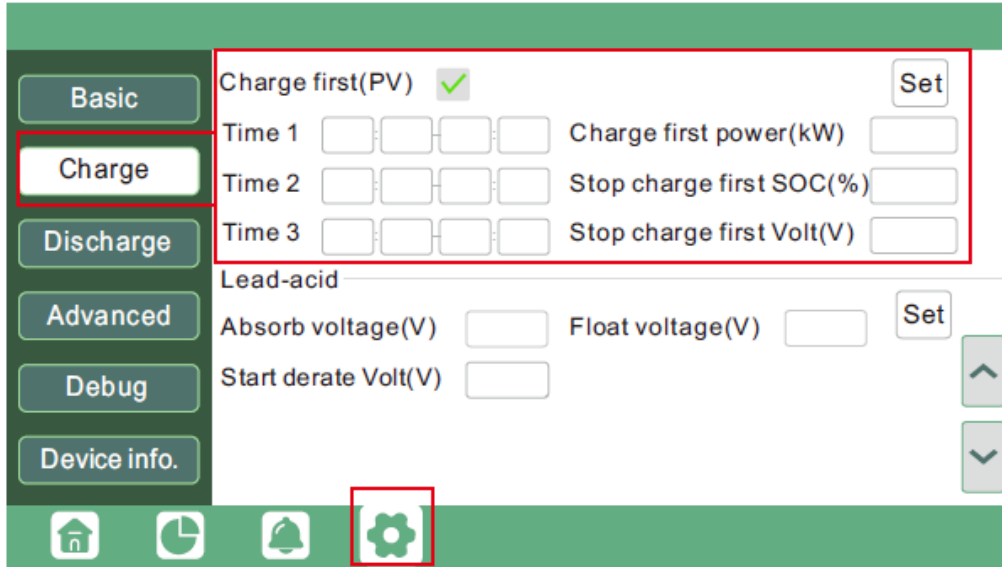 Basic
Charge
Discharge
Advanced
Debug
Device info.
Charge first(PV) Set
Time 1 : - : Charge first power(kW)
Time 2 : - : Stop charge first SOC(%)
Time 3 : - : Stop charge first Volt(V)
Lead-acid
Absorb voltage(V) Float voltage(V) Set
Start derate Volt(V)